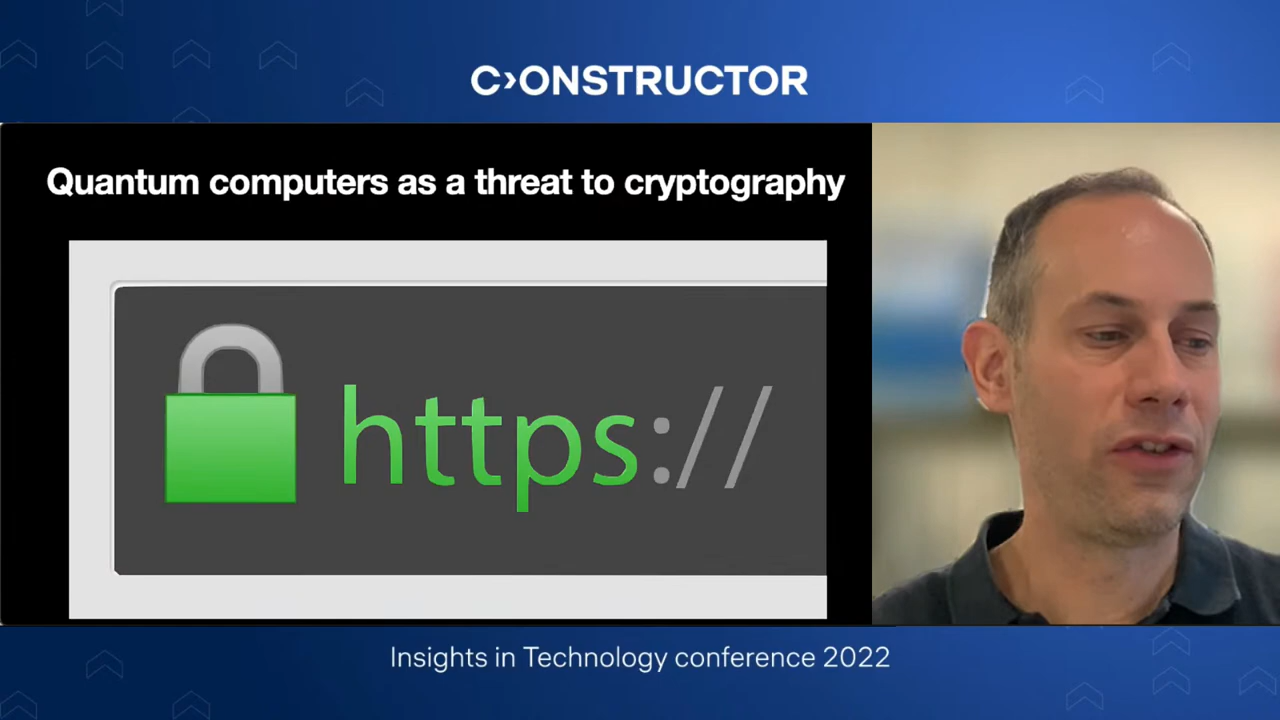 C›ONSTRUCTOR
Quantum computers as a threat to cryptography
https://
Insights in Technology conference 2022